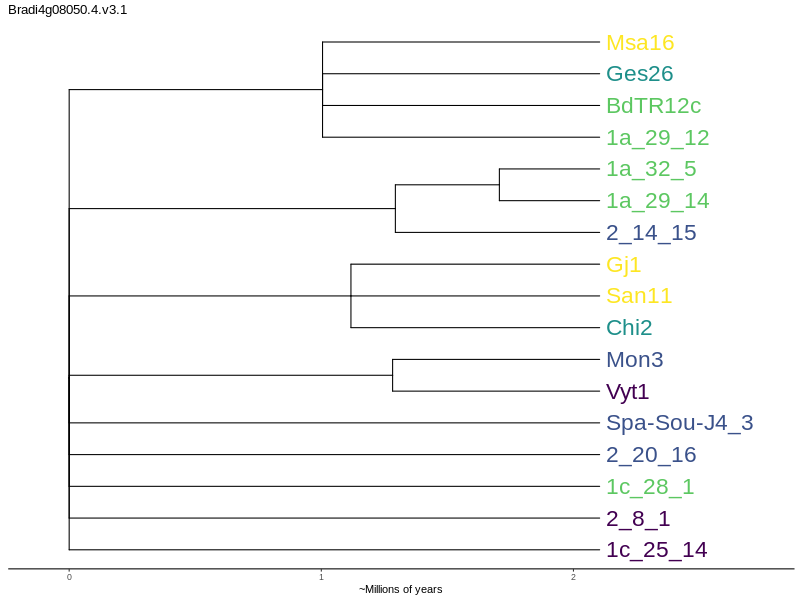 Bradi4g08050.4.v3.1
Msa16
Ges26
BdTR12c
1a_29_12
1a_32_5
1a_29_14
2_14_15
Gj1
San11
Chi2
Mon3
Vyt1
Spa-Sou-J4_3
2_20_16
1c_28_1
2_8_1
1c_25_14
0 1 2
~Millions of years